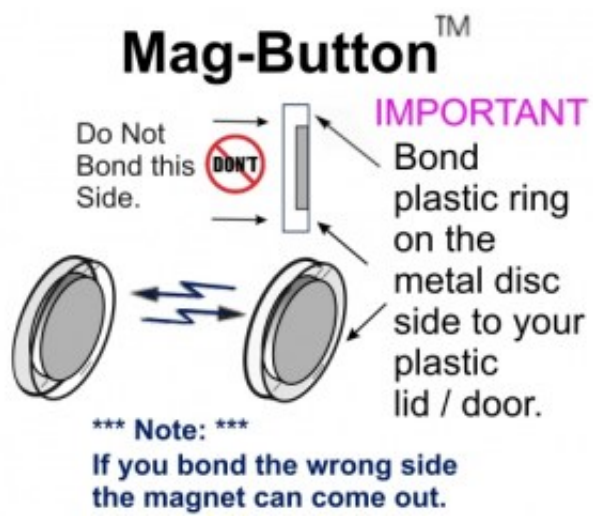 Mag-Button™
Do Not
Bond this
Side.
DON'T
IMPORTANT
Bond
plastic ring
on the
metal disc
side to your
plastic
lid / door.
*** Note: ***
If you bond the wrong side
the magnet can come out.